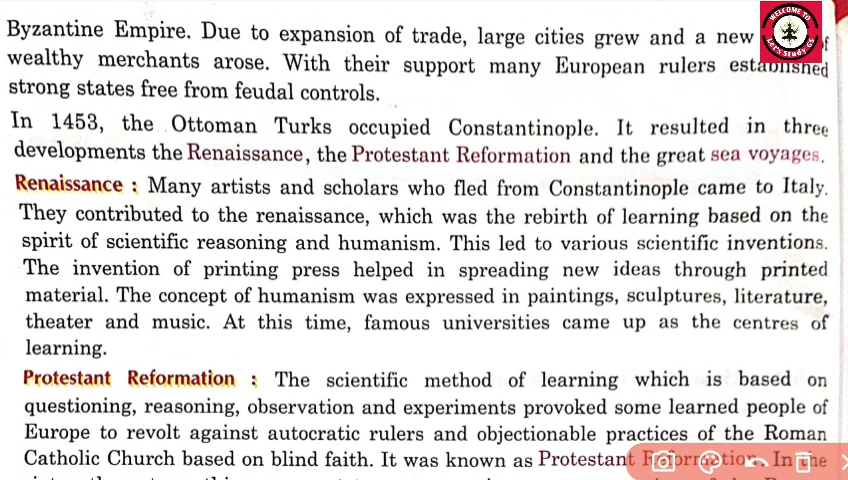 Byzantine Empire. Due to expansion of trade, large cities grew and a new
WELCOME TO
Let's Study GS
wealthy merchants arose. With their support many European rulers established
strong states free from feudal controls.
In 1453, the Ottoman Turks occupied Constantinople. It resulted in three
developments the Renaissance, the Protestant Reformation and the great sea voyages.
Renaissance : Many artists and scholars who fled from Constantinople came to Italy.
They contributed to the renaissance, which was the rebirth of learning based on the
spirit of scientific reasoning and humanism. This led to various scientific inventions.
The invention of printing press helped in spreading new ideas through printed
material. The concept of humanism was expressed in paintings, sculptures, literature,
theater and music. At this time, famous universities came up as the centres of
learning.
Protestant Reformation : The scientific method of learning which is based on
questioning, reasoning, observation and experiments provoked some learned people of
Europe to revolt against autocratic rulers and objectionable practices of the Roman
Catholic Church based on blind faith. It was known as Protestant Reformation. In the